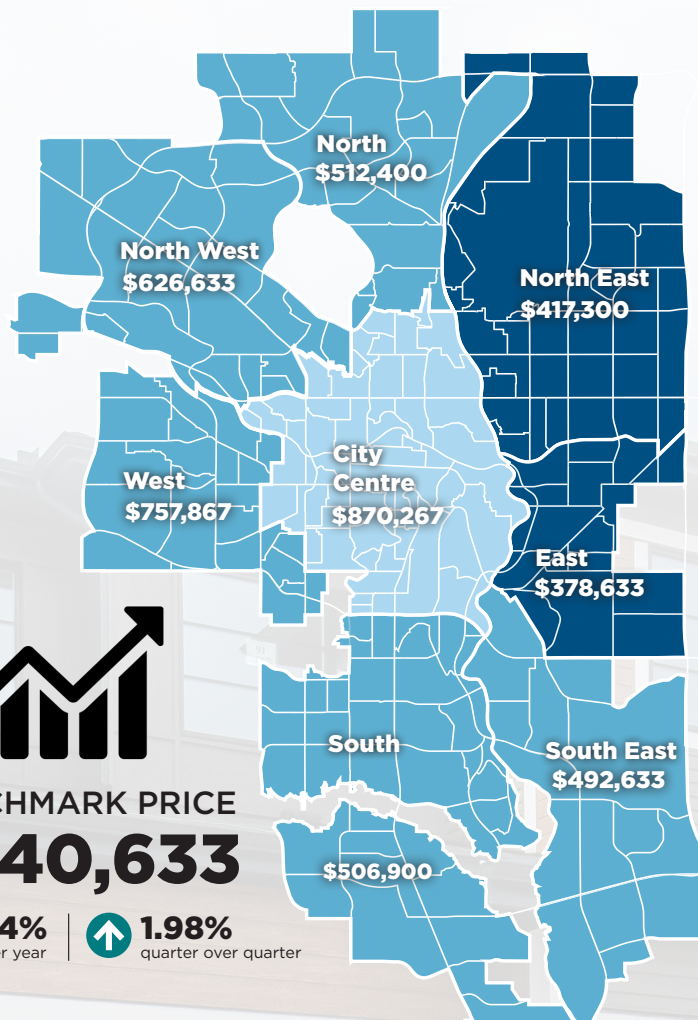 North
$512,400
North West
$626,633
North East
$417,300
City
Centre
$870,267
West
$757,867
East
$378,633
South
South East
$492,633
CHMARK PRICE
40,633
$506,900
4%
1.98%
r year
quarter over quarter